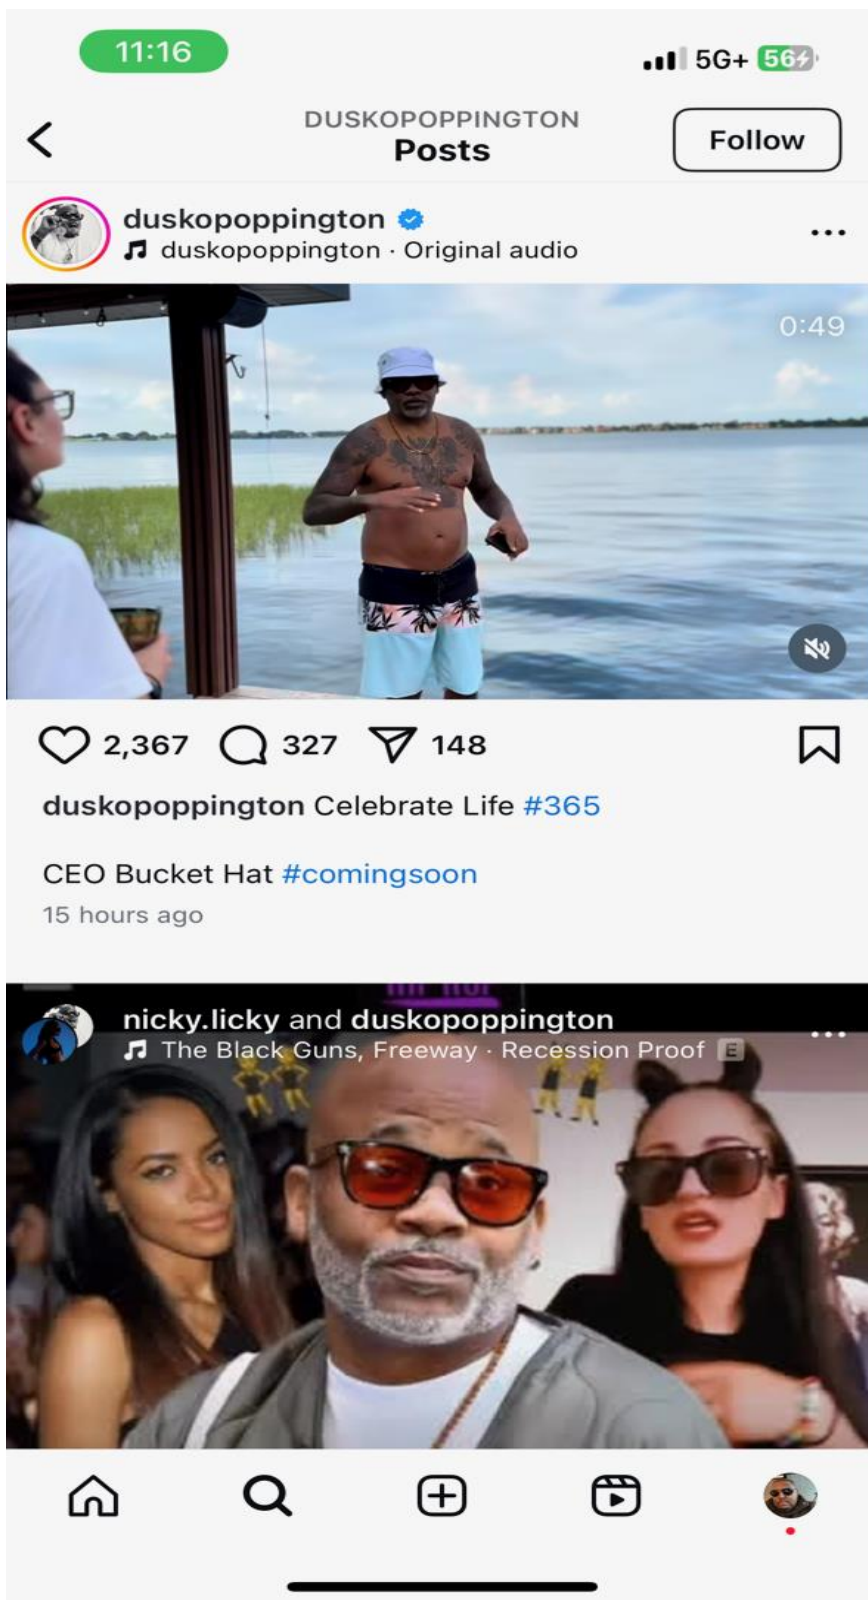 11:16
5G+ 56
DUSKOPOPPINGTON
Posts
Follow
duskopoppington
duskopoppington · Original audio
0:49
2,367 327 148
duskopoppington Celebrate Life #365
CEO Bucket Hat #comingsoon
15 hours ago
nicky.licky and duskopoppington
The Black Guns, Freeway · Recession Proof E